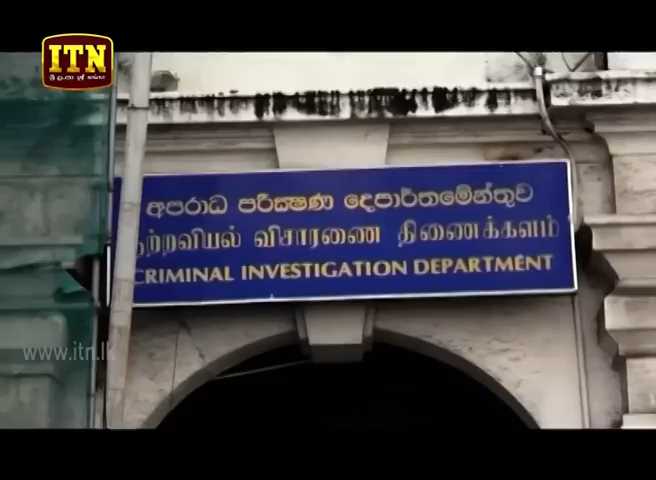 ITN
අපරාධ පරීක්ෂණ දෙපාර්තමේන්තුව
குற்றவியல் விசாரணை திணைக்களம்
CRIMINAL INVESTIGATION DEPARTMENT
www.itn.lk